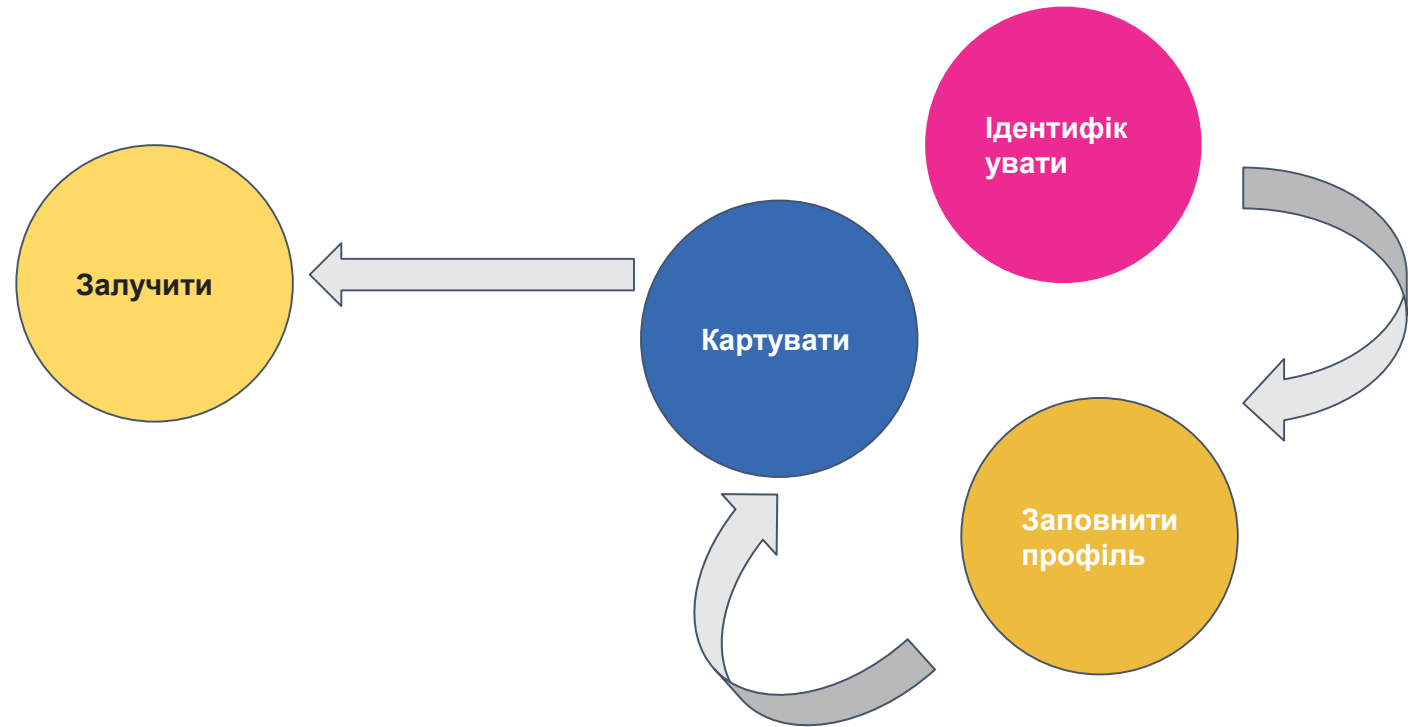 Ідентифік
увати
Залучити
Картувати
Заповнити
профіль